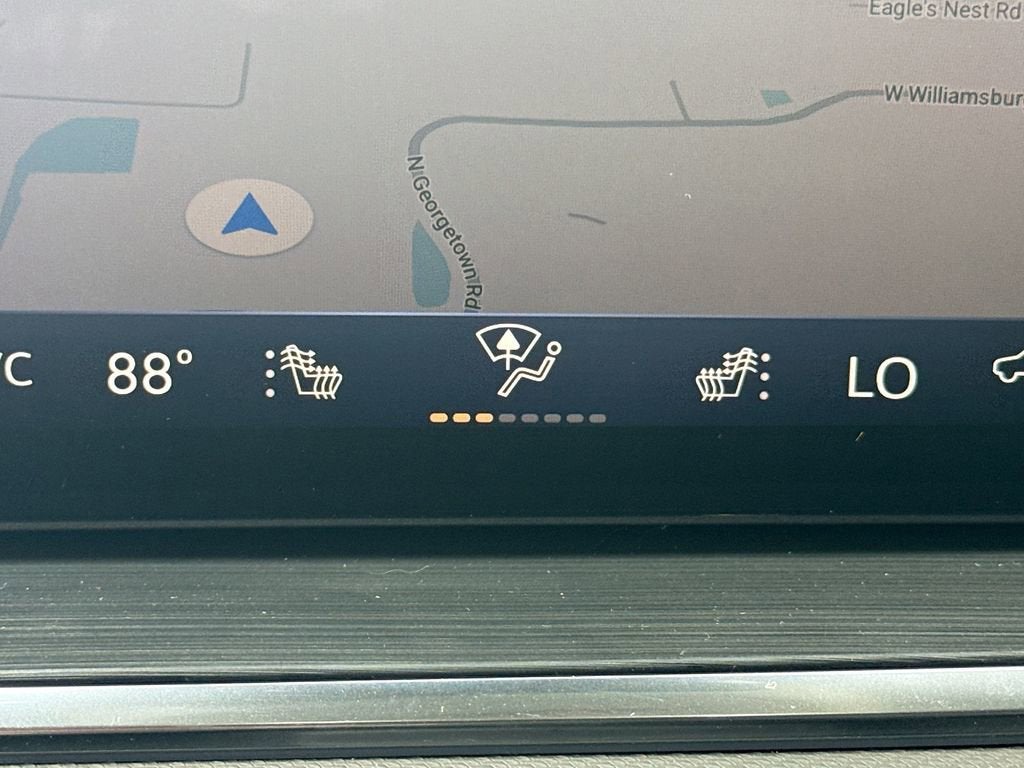 Eagle's Nest Rd
W Williamsbur
N Georgetown Rd
/C
88°
LO